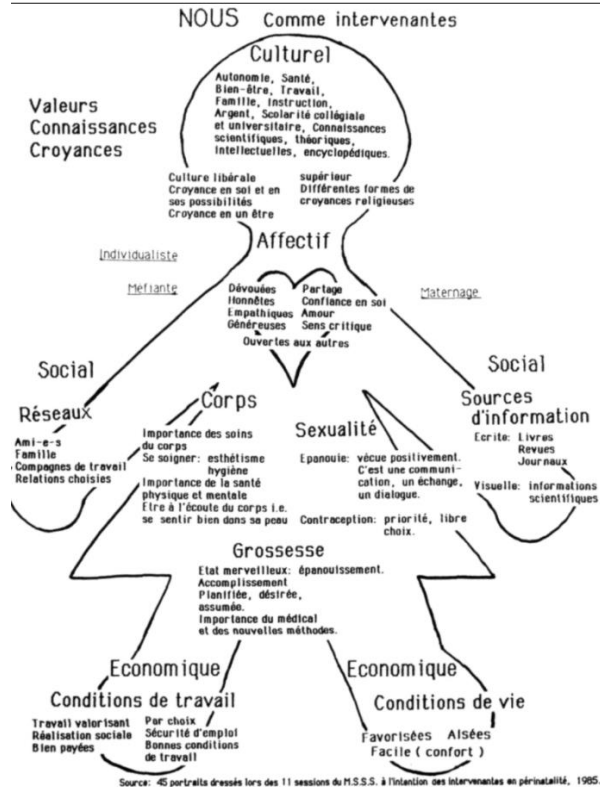 NOUS Comme intervenantes
Culturel
Autonomie, Santé,
Bien-être, Travail,
Famille, Instruction,
Argent, Scolarité collégiale
et universitaire, Connaissances
scientifiques, théoriques,
Intellectuelles, encyclopédiques.
Valeurs
Connaissances
Croyances
Culture libérale
Croyance en soi et en
ses possibilités
Croyance en un être
supérieur
Différentes formes de
croyances religieuses
Affectif
Individualiste
Méfiante
Maternage
Dévouées
Honnêtes
Empathiques
Généreuses
Partage
Confiance en soi
Amour
Sens critique
Ouvertes aux autres
Social
Réseaux
Ami-e-s
Famille
Compagnes de travail
Relations choisies
Social
Sources
d'information
Ecrite: Livres
Revues
Journaux
Visuelle: informations
scientifiques
Corps
Importance des soins
du corps
Se soigner: esthétisme
hygiène
Importance de la santé
physique et mentale
Etre à l'écoute du corps i.e.
se sentir bien dans sa peau
Sexualité
Epanouie: vécue positivement.
C'est une communi-
cation, un échange,
un dialogue.
Contraception: priorité, libre
choix.
Grossesse
Etat merveilleux: épanouissement.
Accomplissement
Planifiée, désirée,
assumée.
Importance du médical
et des nouvelles méthodes.
Economique
Conditions de travail
Travail valorisant
Réalisation sociale
Bien payées
Par choix
Sécurité d'emploi
Bonnes conditions
de travail
Economique
Conditions de vie
Favorisées Aisées
Facile ( confort )
Source: 45 portraits dressés lors des 11 sessions du M.S.S.S. à l'intention des intervenantes en périnatalité, 1985.